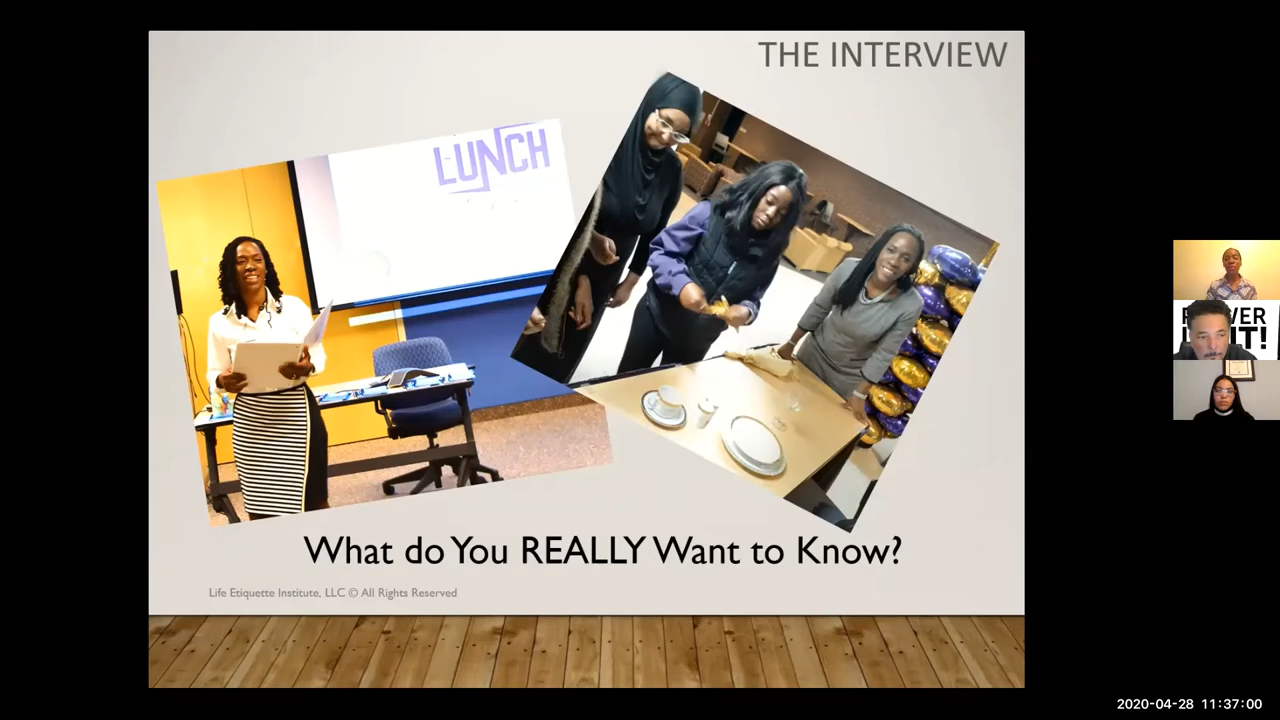 THE INTERVIEW
LUNCH
What do You REALLY Want to Know?
Life Etiquette Institute, LLC © All Rights Reserved
2020-04-28 11:37:00